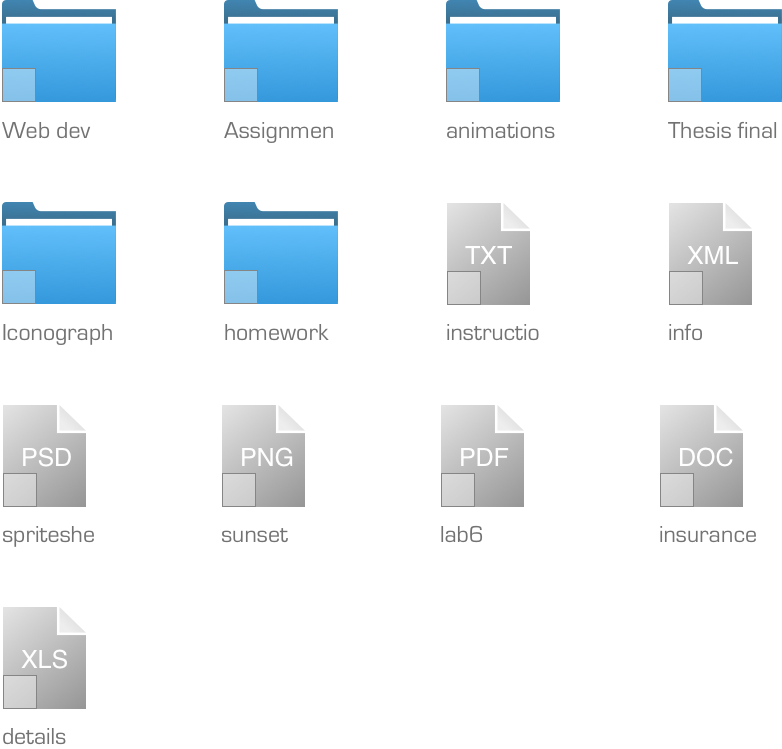 Web dev
Assignmen
animations
Thesis final
Iconograph
homework
TXT
instructio
XML
info
PSD
spriteshe
PNG
sunset
PDF
lab6
DOC
insurance
XLS
details